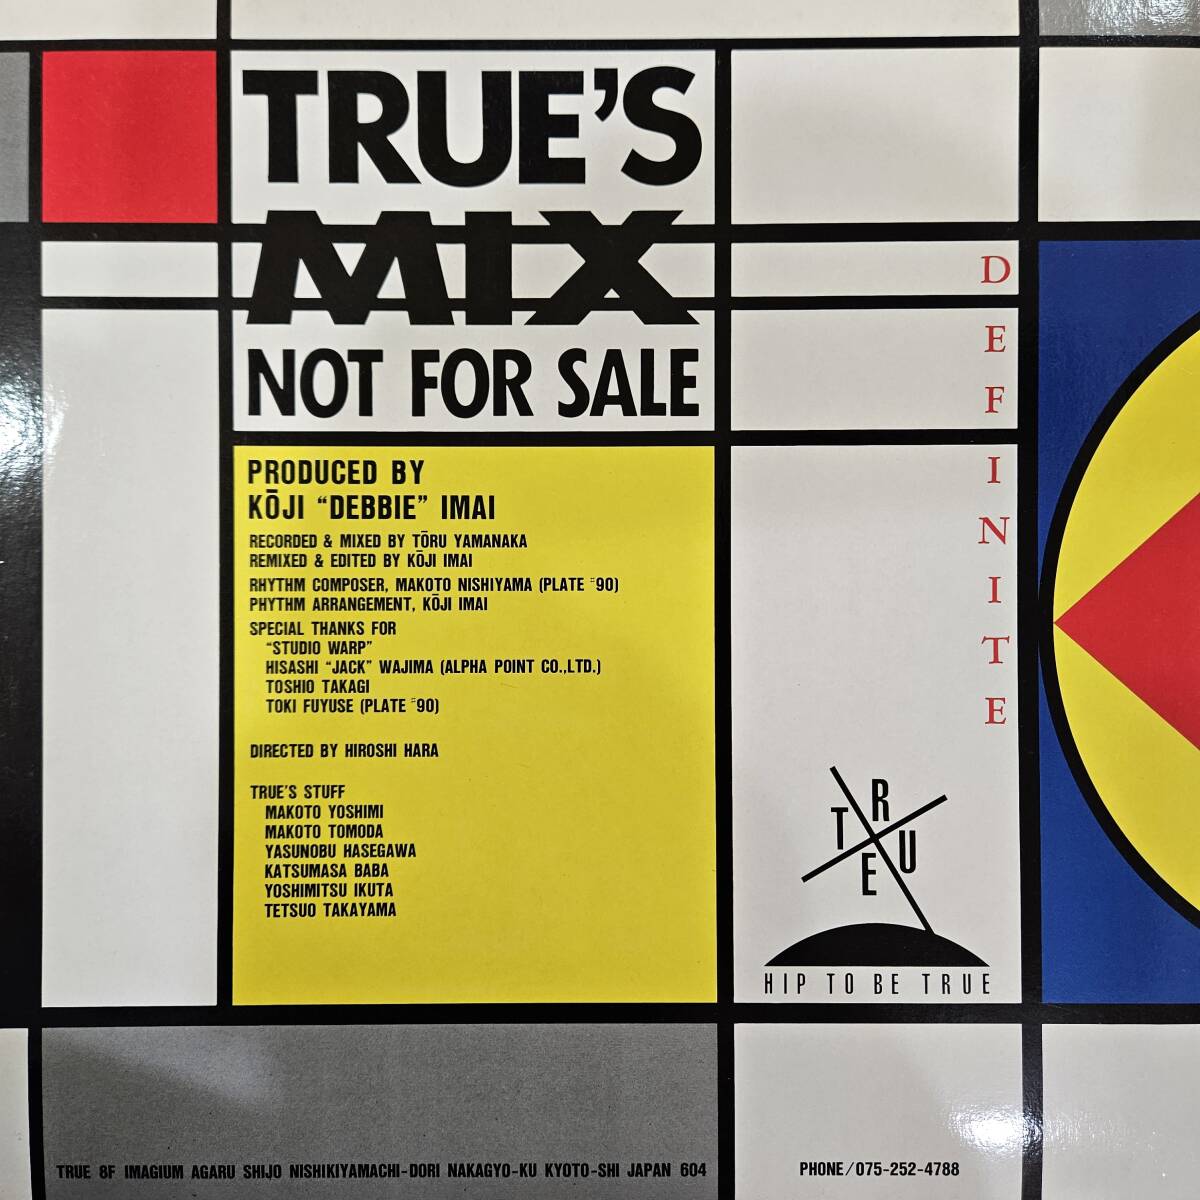 TRUE'S
MIX
NOT FOR SALE
PRODUCED BY
KŌJI “DEBBIE” IMAI
RECORDED & MIXED BY TŌRU YAMANAKA
REMIXED & EDITED BY KŌJI IMAI
RHYTHM COMPOSER, MAKOTO NISHIYAMA (PLATE #90)
PHYTHM ARRANGEMENT, KŌJI IMAI
SPECIAL THANKS FOR
“STUDIO WARP”
HISASHI “JACK” WAJIMA (ALPHA POINT CO.,LTD.)
TOSHIO TAKAGI
TOKI FUYUSE (PLATE #90)
DIRECTED BY HIROSHI HARA
TRUE'S STUFF
MAKOTO YOSHIMI
MAKOTO TOMODA
YASUNOBU HASEGAWA
KATSUMASA BABA
YOSHIMITSU IKUTA
TETSUO TAKAYAMA
DEFINITE
TRUE
HIP TO BE TRUE
TRUE 8F IMAGIUM AGARU SHIJO NISHIKIYAMACHI-DORI NAKAGYO-KU KYOTO-SHI JAPAN 604
PHONE/075-252-4788